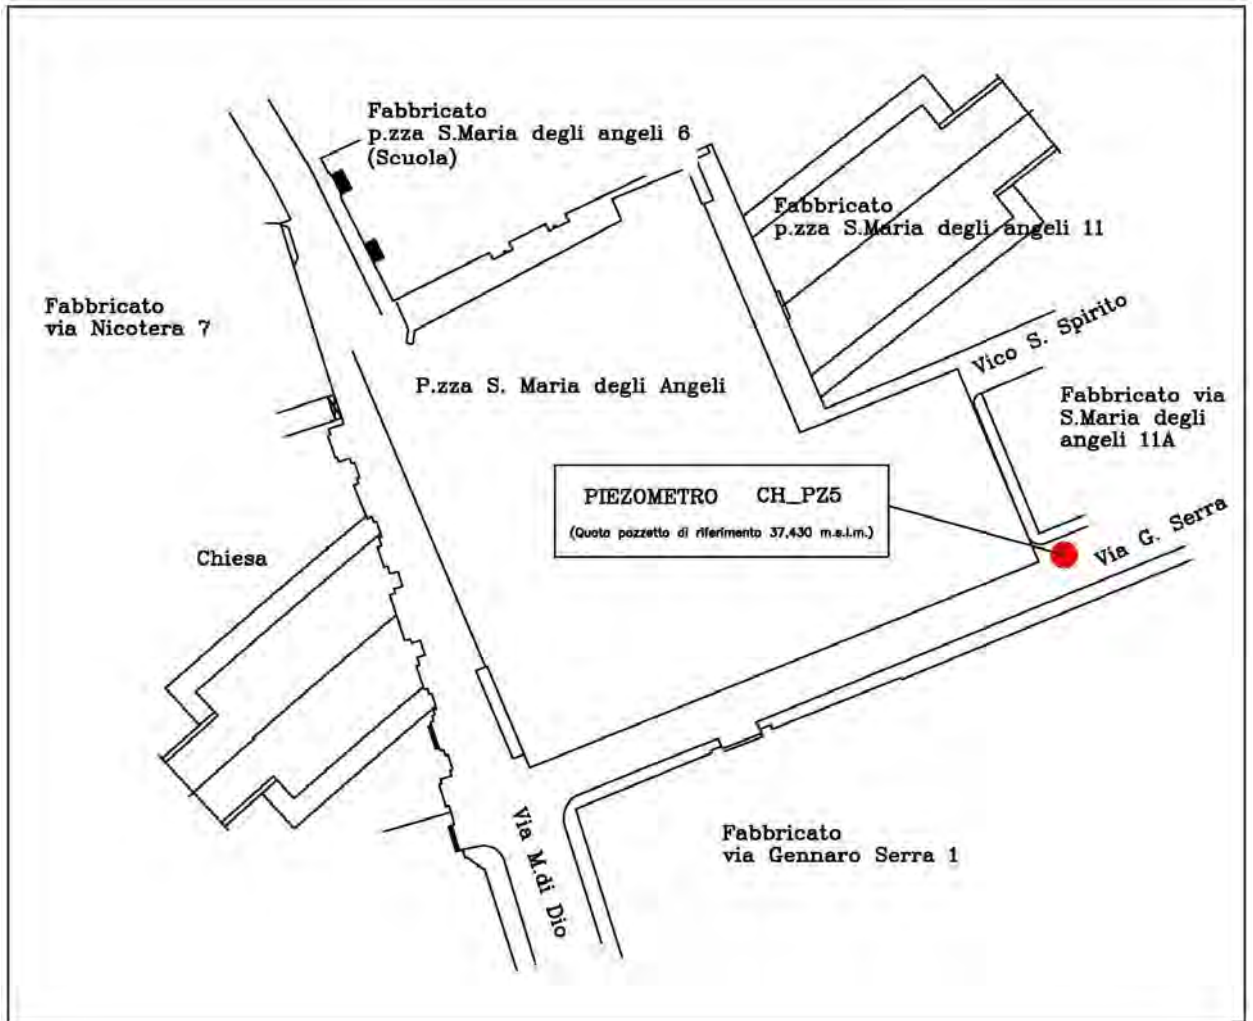 Fabbricato
p.zza S.Maria degli angeli 6
(Scuola)
Fabbricato
p.zza S.Maria degli angeli 11
Fabbricato
via Nicotera 7
Vico S. Spirito
P.zza S. Maria degli Angeli
Fabbricato via
S.Maria degli
angeli 11A
PIEZOMETRO CH_PZ5
(Quota pozzetto di riferimento 37,430 m.s.l.m.)
Via G. Serra
Chiesa
Via M.di Dio
Fabbricato
via Gennaro Serra 1